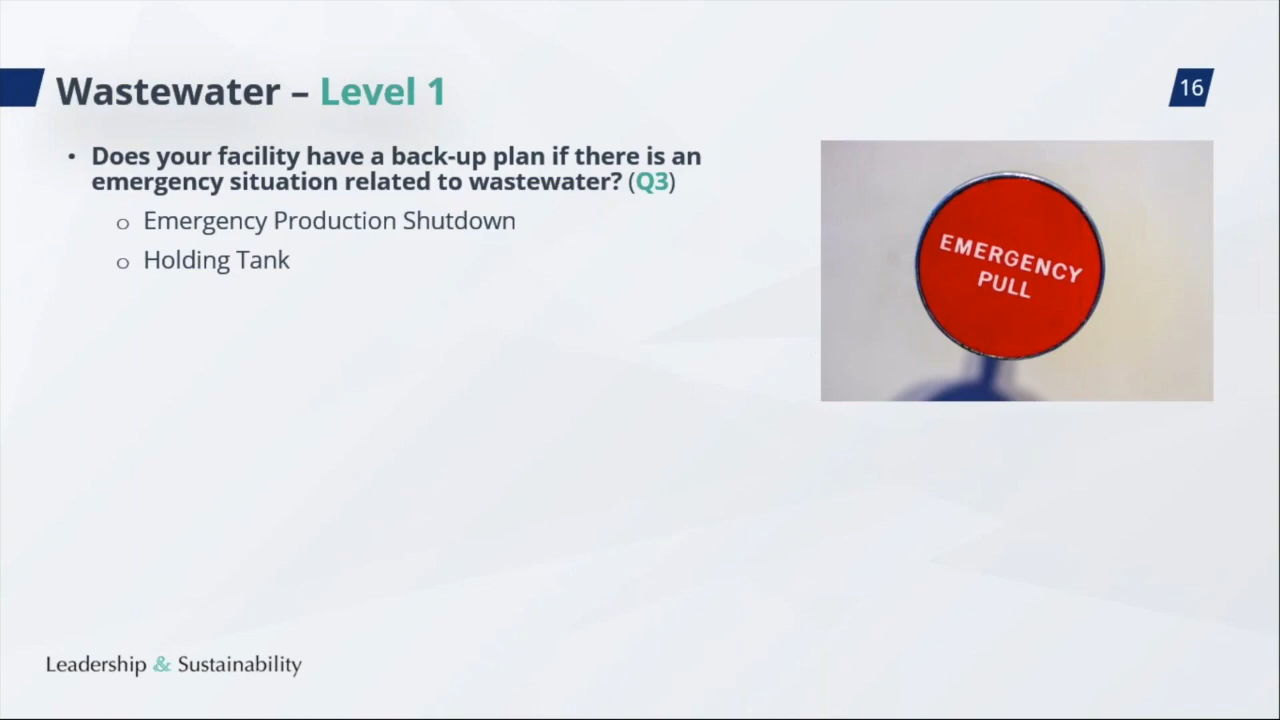 Wastewater – Level 1
16
• Does your facility have a back-up plan if there is an
emergency situation related to wastewater? (Q3)
o Emergency Production Shutdown
o Holding Tank
EMERGENCY
PULL
Leadership & Sustainability